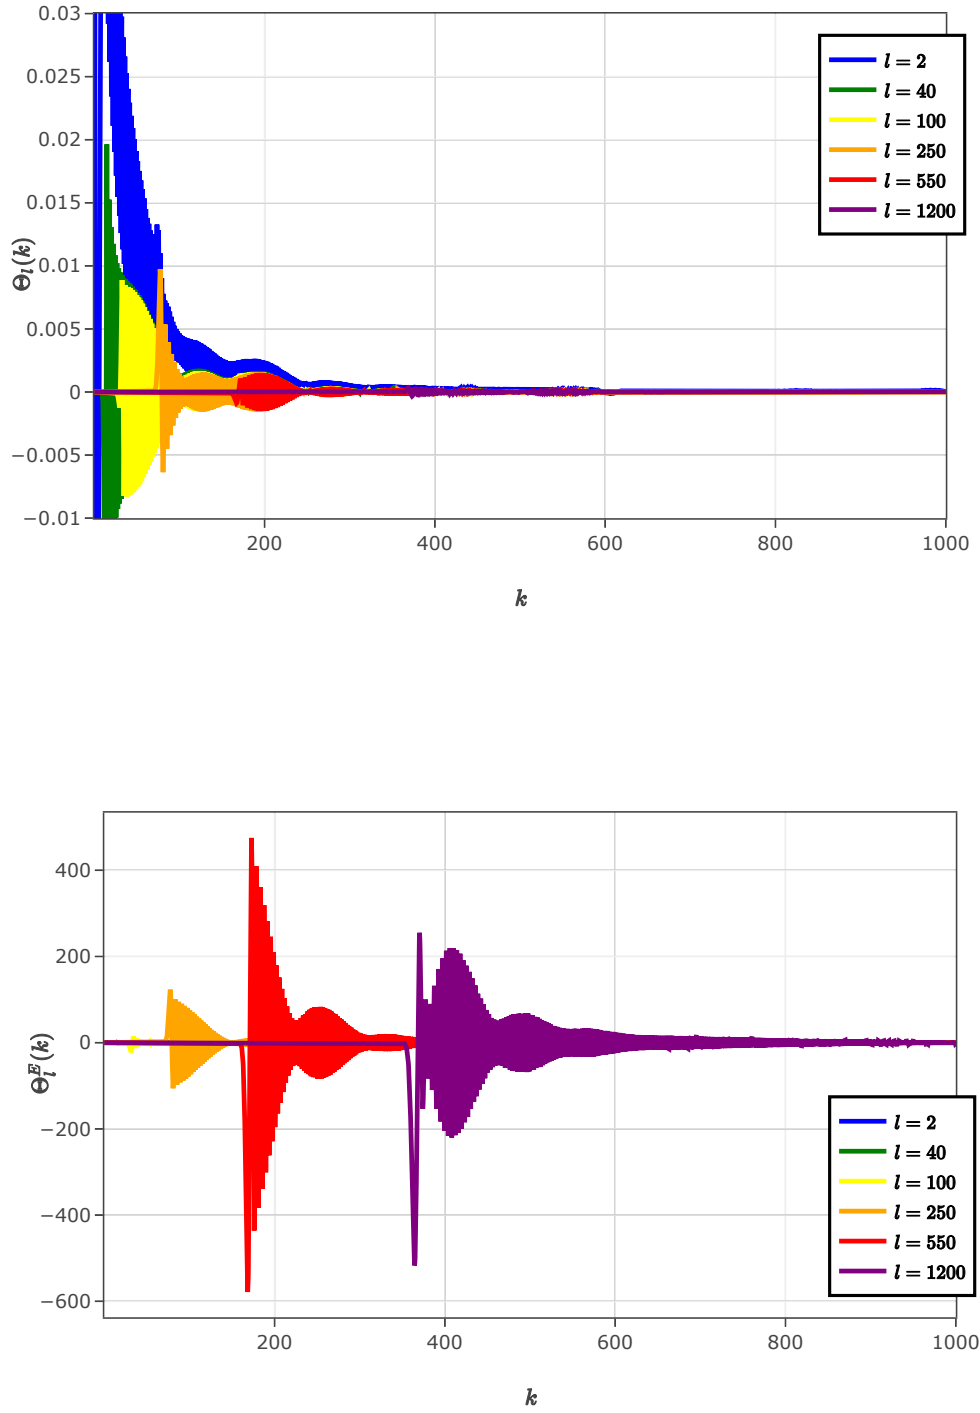 0.03
0.025
0.02
0.015
0.01
0.005
0
−0.005
−0.01
Θ_l(k)
l = 2
l = 40
l = 100
l = 250
l = 550
l = 1200
200 400 600 800 1000
k
400
200
0
−200
−400
−600
Θ_l^E(k)
l = 2
l = 40
l = 100
l = 250
l = 550
l = 1200
200 400 600 800 1000
k